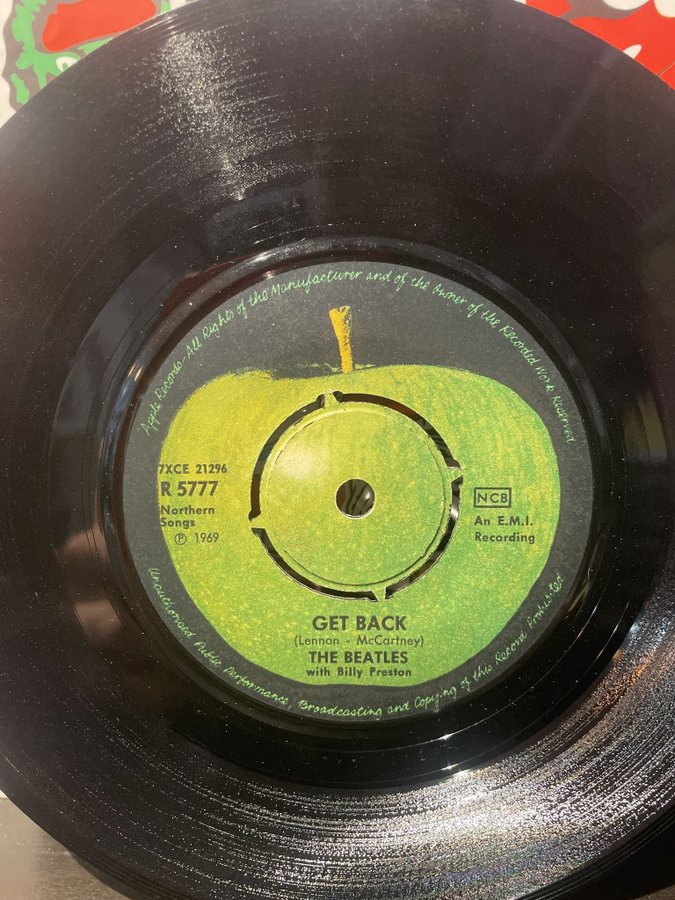 Apple Records-All Rights of the Manufacturer and of the Owner of the Recorded Work Reserved
7XCE 21296
R 5777
Northern
Songs
℗ 1969
NCB
An E.M.I.
Recording
GET BACK
(Lennon - McCartney)
THE BEATLES
with Billy Preston
Unauthorised Public Performance, Broadcasting and Copying of this Record Prohibited